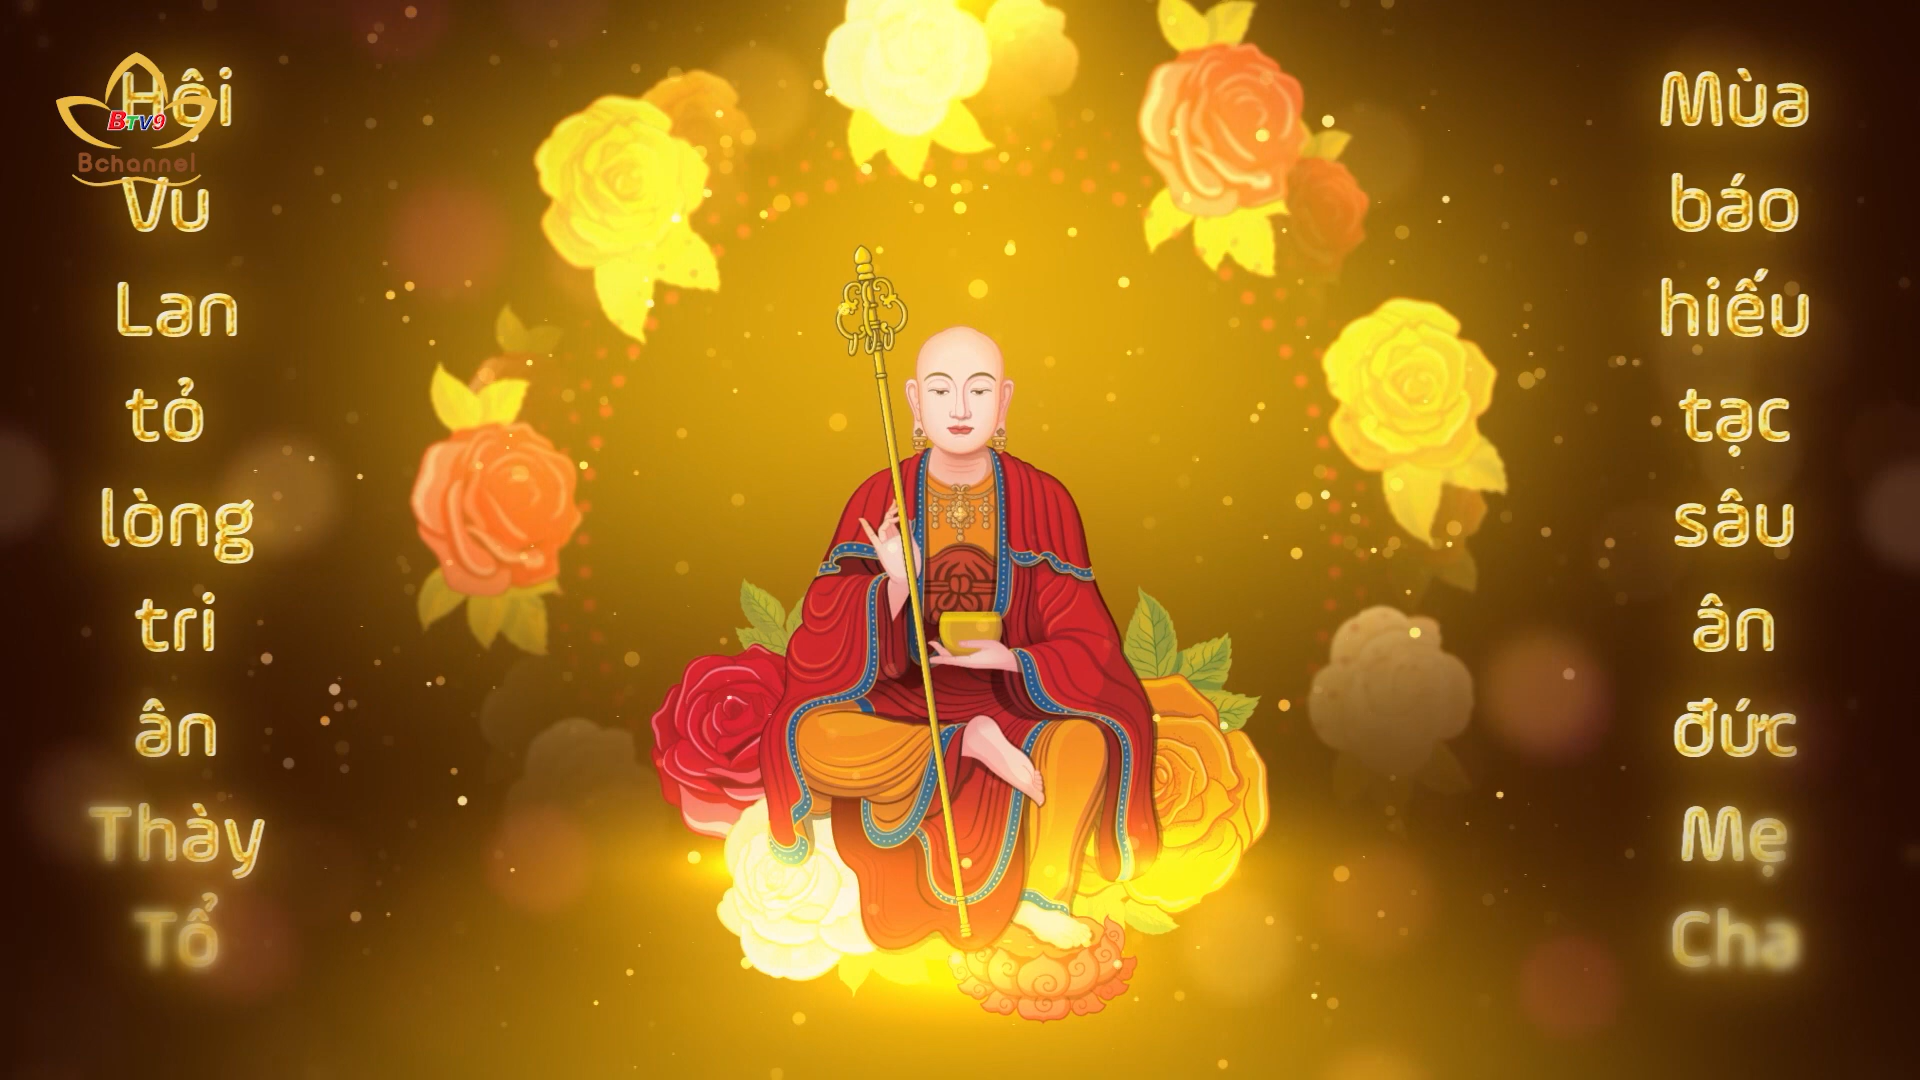 Hội
BTV9
Bchannel
Vu
Lan
tỏ
lòng
tri
ân
Thày
Tổ
Mùa
báo
hiếu
tạc
sâu
ân
đức
Mẹ
Cha